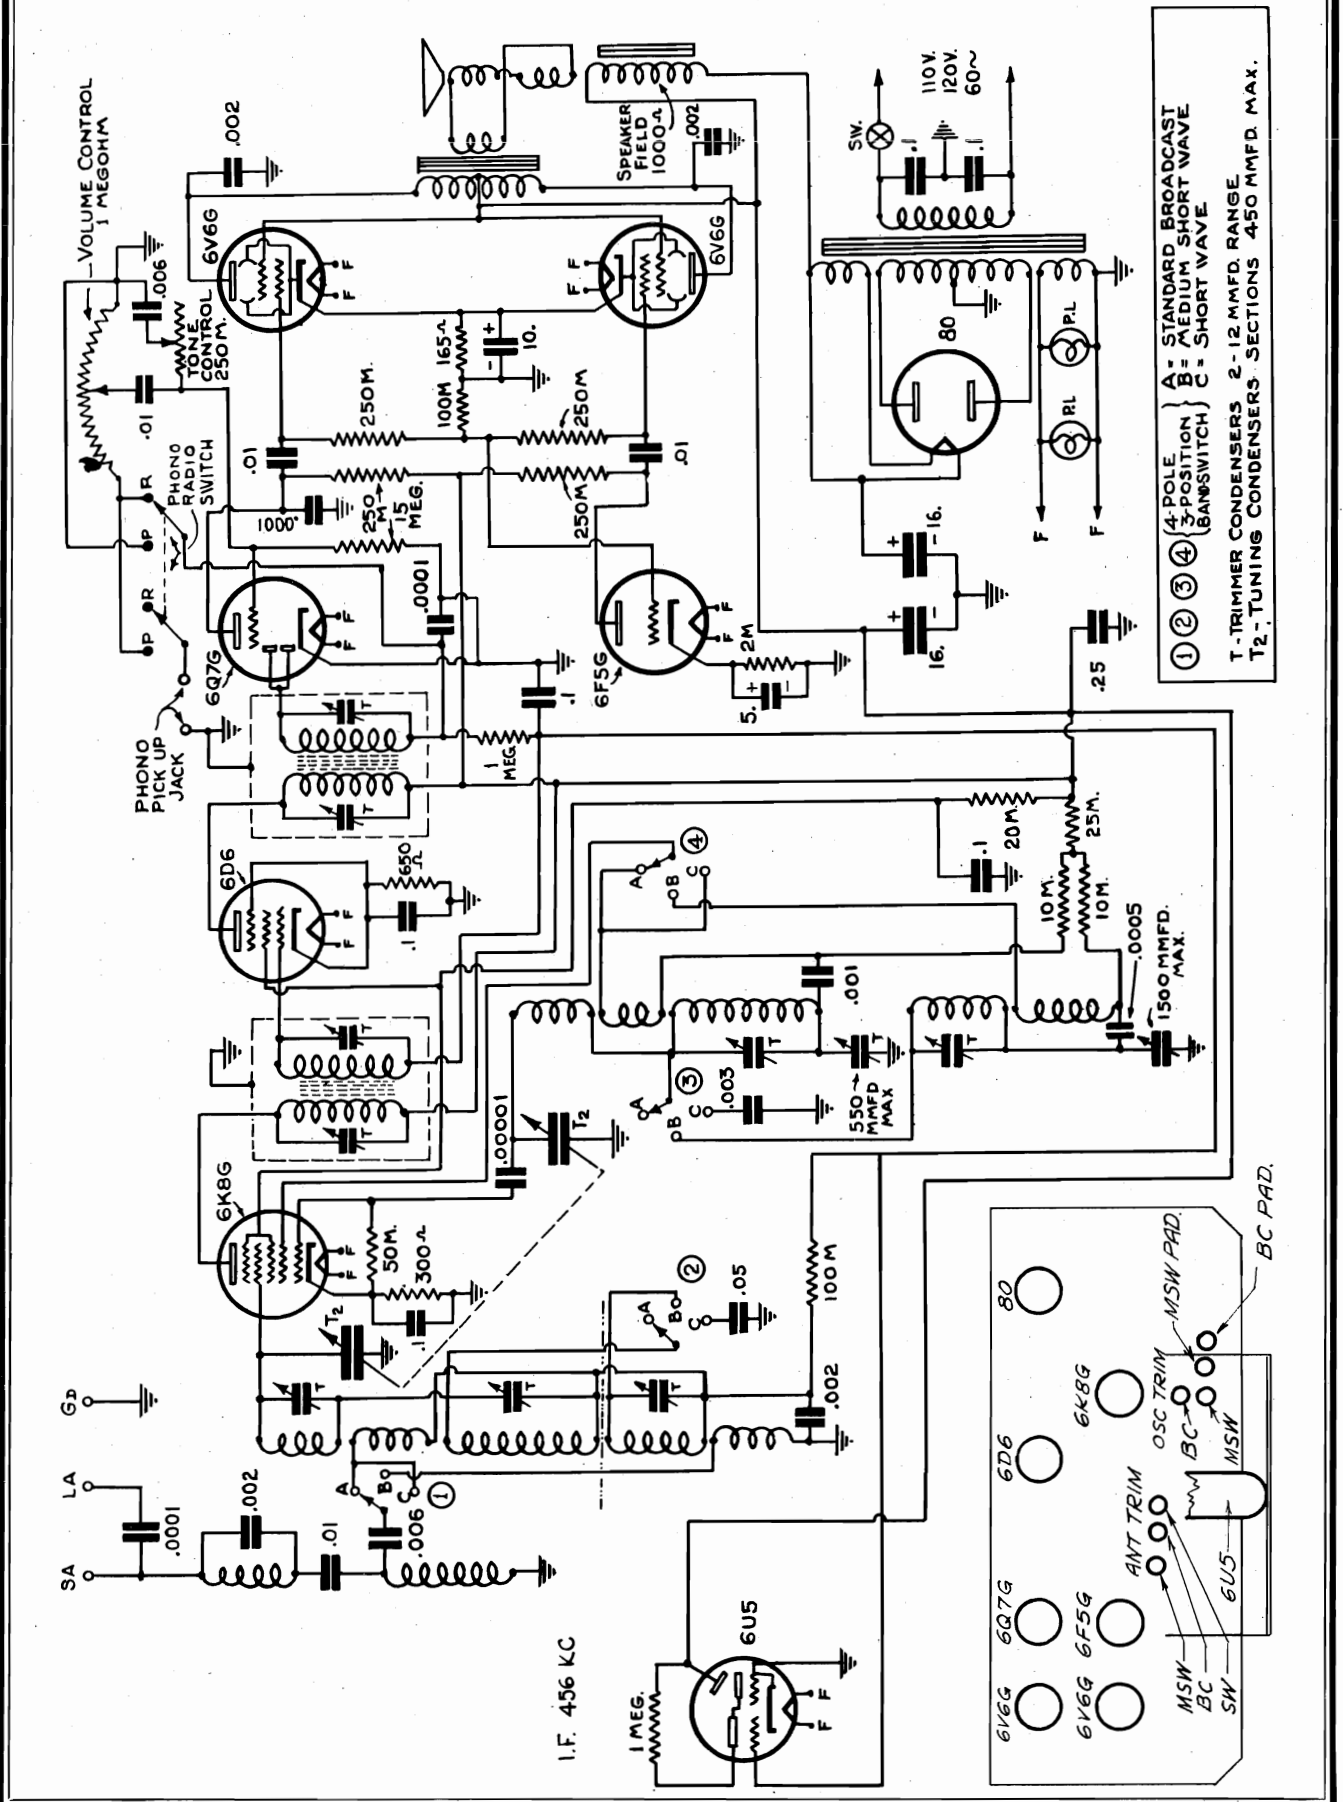 SA
LA
GD
.0001
.002
.01
.006
A
B
C
①
T
T
T
T2
6K8G
F
F
50M.
300Ω
.1
.00001
T2
②
A
B
C
.05
100M
.002
I.F. 456 KC
1 MEG.
6U5
F
F
T
T
6D6
F
F
650
Ω
.1
③
A
B
C
.003
550
MMFD
MAX
T
T
.001
.0005
1500 MMFD.
MAX.
④
A
B
C
10M.
10M.
25M.
20M.
.1
.25
PHONO
PICK UP
JACK
T
T
1
MEG.
.1
6Q7G
F
F
P
R
P
R
PHONO
RADIO
SWITCH
VOLUME CONTROL
1 MEGOHM
.01
.006
TONE
CONTROL
250M.
.0001
15
MEG.
.0001
250
M
250M
250M.
250M
.01
.01
100M
165Ω
+
-
10.
6F5G
F
F
2M
5.
+
-
6V6G
F
F
.002
6V6G
F
F
.002
SPEAKER
FIELD
1000Ω
SW.
110V.
120V.
60~
.1
.1
80
P.L
P.L
F
F
+
-
16.
+
-
16.
① ② ③ ④ {4-POLE 3-POSITION BANDSWITCH}
A = STANDARD BROADCAST
B = MEDIUM SHORT WAVE
C = SHORT WAVE
T - TRIMMER CONDENSERS 2-12 MMFD. RANGE
T2 - TUNING CONDENSERS SECTIONS 450 MMFD. MAX.
6V6G
6Q7G
6D6
80
6V6G
6F5G
6K8G
ANT TRIM
OSC TRIM
MSW PAD.
BC PAD.
BC
MSW
6U5
MSW
BC
SW